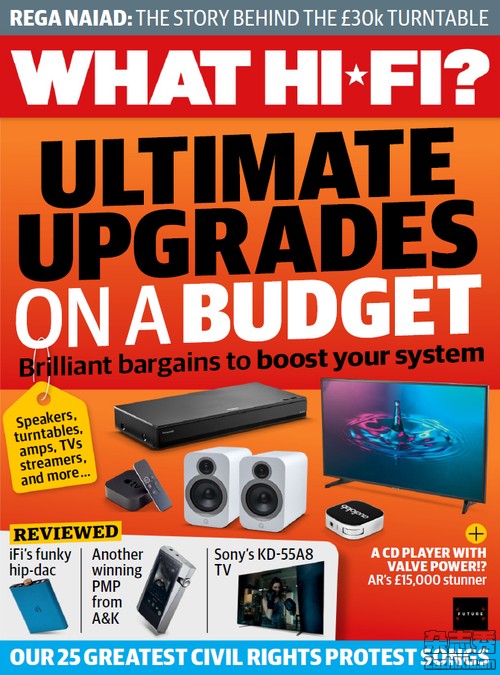 REGA NAIAD: THE STORY BEHIND THE £30k TURNTABLE
WHAT HI★FI?
ULTIMATE
UPGRADES
ON A BUDGET
Brilliant bargains to boost your system
Speakers,
turntables,
amps, TVs
streamers,
and more...
audiolab
REVIEWED
iFi's funky
hip-dac
Another
winning
PMP
from
A&K
Sony's KD-55A8
TV
+
A CD PLAYER WITH
VALVE POWER!?
AR's £15,000 stunner
FUTURE
OUR 25 GREATEST CIVIL RIGHTS PROTEST SONGS